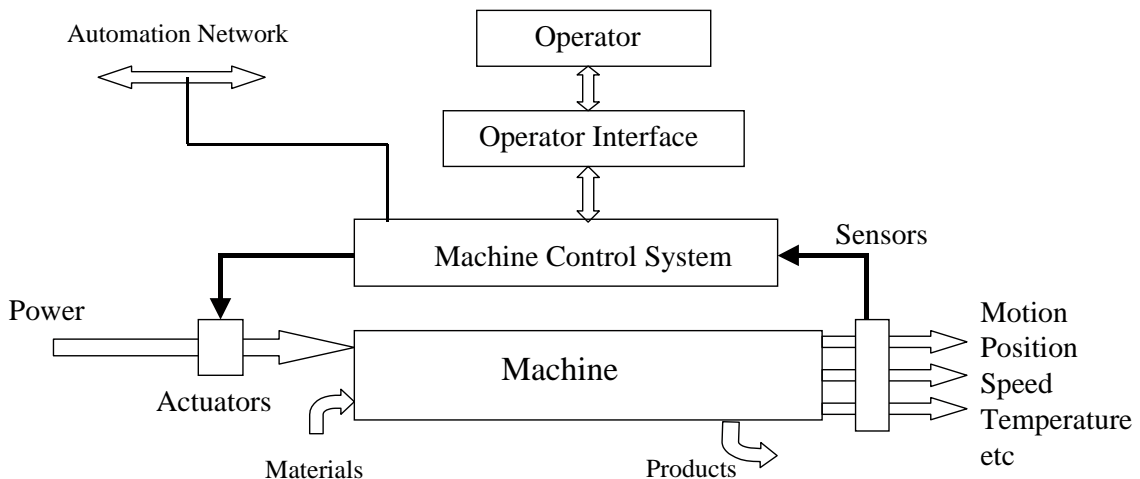 Automation Network
Operator
Operator Interface
Machine Control System
Sensors
Power
Actuators
Machine
Motion
Position
Speed
Temperature
etc
Materials
Products